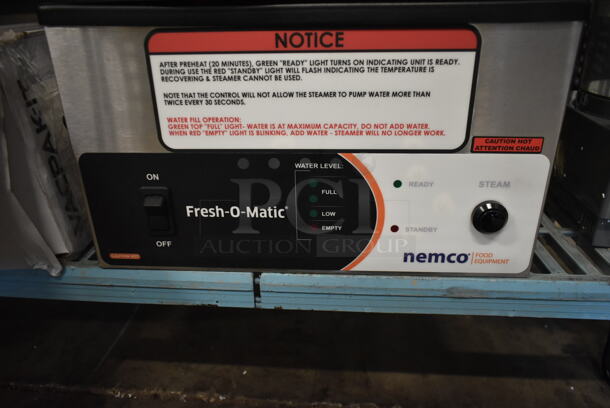 NOTICE
AFTER PREHEAT (20 MINUTES), GREEN "READY" LIGHT TURNS ON INDICATING UNIT IS READY.
DURING USE THE RED "STANDBY" LIGHT WILL FLASH INDICATING THE TEMPERATURE IS
RECOVERING & STEAMER CANNOT BE USED.
NOTE THAT THE CONTROL WILL NOT ALLOW THE STEAMER TO PUMP WATER MORE THAN
TWICE EVERY 30 SECONDS.
WATER FILL OPERATION:
GREEN TOP "FULL" LIGHT- WATER IS AT MAXIMUM CAPACITY, DO NOT ADD WATER.
WHEN RED "EMPTY" LIGHT IS BLINKING, ADD WATER - STEAMER WILL NO LONGER WORK.
CAUTION HOT
ATTENTION CHAUD
ON
OFF
Fresh-O-Matic®
WATER LEVEL:
FULL
LOW
EMPTY
READY
STANDBY
STEAM
nemco®
FOOD
EQUIPMENT
PCI
AUCTION GROUP